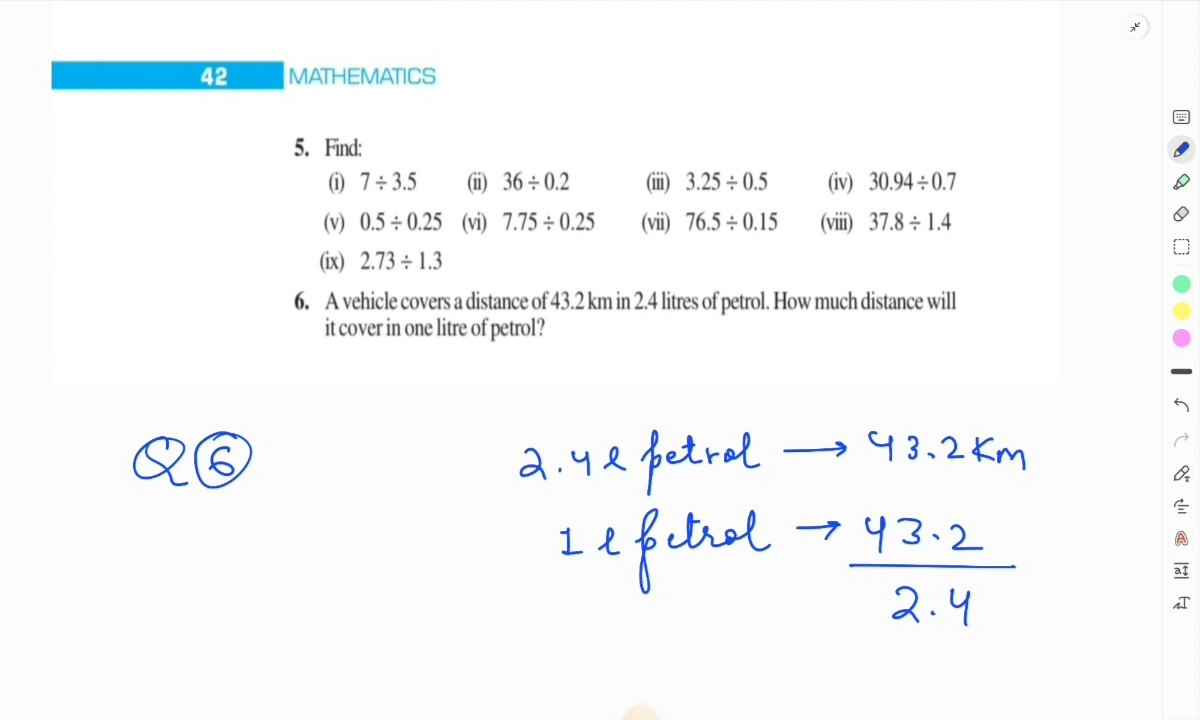 42 MATHEMATICS
5. Find:
(i) 7 ÷ 3.5 (ii) 36 ÷ 0.2 (iii) 3.25 ÷ 0.5 (iv) 30.94 ÷ 0.7
(v) 0.5 ÷ 0.25 (vi) 7.75 ÷ 0.25 (vii) 76.5 ÷ 0.15 (viii) 37.8 ÷ 1.4
(ix) 2.73 ÷ 1.3
6. A vehicle covers a distance of 43.2 km in 2.4 litres of petrol. How much distance will
it cover in one litre of petrol?
Q 6
2.4 l petrol → 43.2 Km
1 l petrol → 43.2
2.4